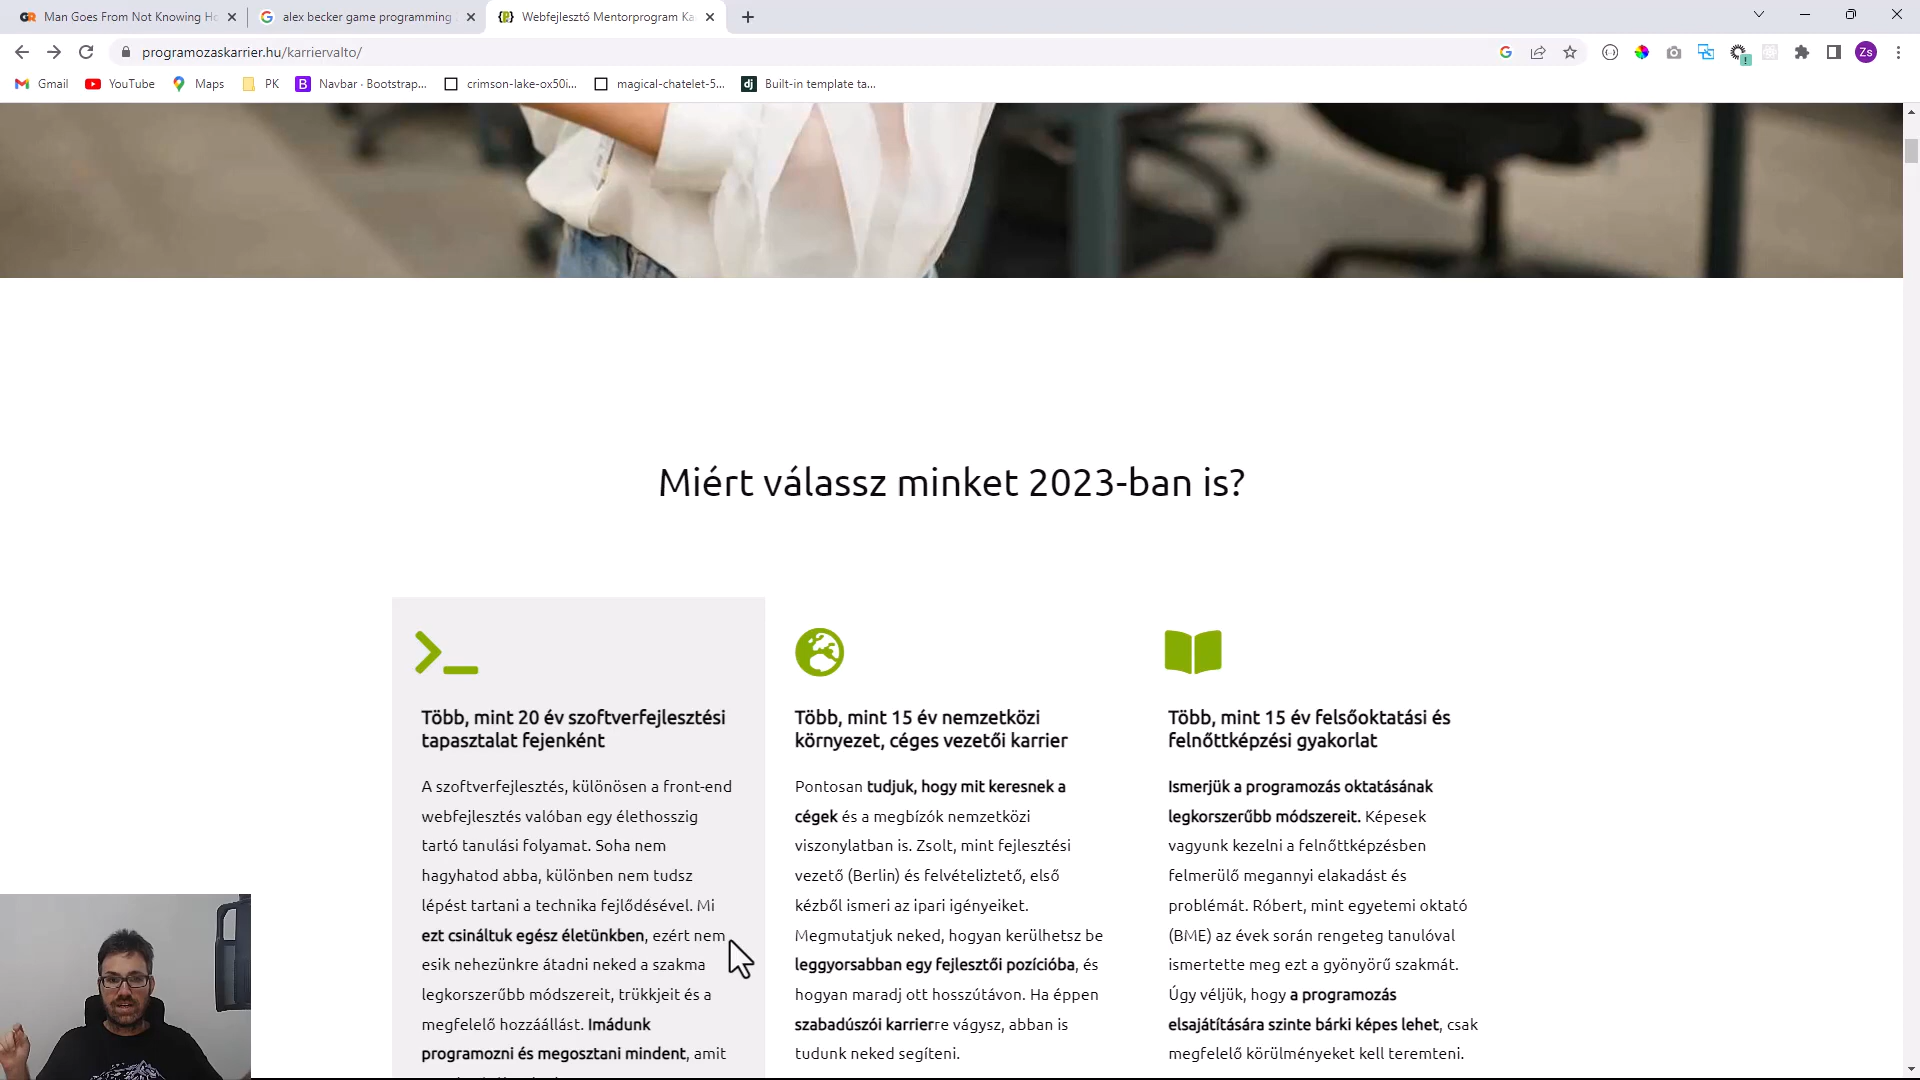 Man Goes From Not Knowing Ho
alex becker game programming
Webfejlesztő Mentorprogram Ka
programozaskarrier.hu/karriervalto/
Zs
Gmail
YouTube
Maps
PK
Navbar · Bootstrap...
crimson-lake-ox50i...
magical-chatelet-5...
dj
Built-in template ta...
Miért válassz minket 2023-ban is?
Több, mint 20 év szoftverfejlesztési
tapasztalat fejenként
A szoftverfejlesztés, különösen a front-end
webfejlesztés valóban egy élethosszig
tartó tanulási folyamat. Soha nem
hagyhatod abba, különben nem tudsz
lépést tartani a technika fejlődésével. Mi
ezt csináltuk egész életünkben, ezért nem
esik nehezünkre átadni neked a szakma
legkorszerűbb módszereit, trükkjeit és a
megfelelő hozzáállást. Imádunk
programozni és megosztani mindent, amit
Több, mint 15 év nemzetközi
környezet, céges vezetői karrier
Pontosan tudjuk, hogy mit keresnek a
cégek és a megbízók nemzetközi
viszonylatban is. Zsolt, mint fejlesztési
vezető (Berlin) és felvételiztető, első
kézből ismeri az ipari igényeiket.
Megmutatjuk neked, hogyan kerülhetsz be
leggyorsabban egy fejlesztői pozícióba, és
hogyan maradj ott hosszútávon. Ha éppen
szabadúszói karrierre vágysz, abban is
tudunk neked segíteni.
Több, mint 15 év felsőoktatási és
felnőttképzési gyakorlat
Ismerjük a programozás oktatásának
legkorszerűbb módszereit. Képesek
vagyunk kezelni a felnőttképzésben
felmerülő megannyi elakadást és
problémát. Róbert, mint egyetemi oktató
(BME) az évek során rengeteg tanulóval
ismertette meg ezt a gyönyörű szakmát.
Úgy véljük, hogy a programozás
elsajátítására szinte bárki képes lehet, csak
megfelelő körülményeket kell teremteni.